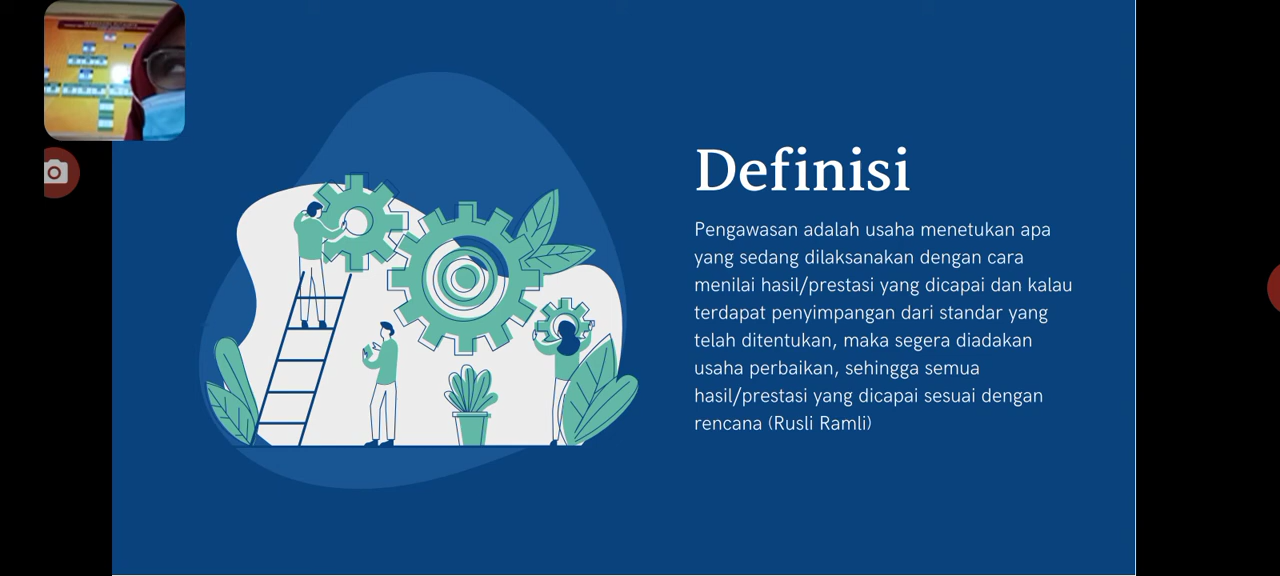 Definisi
Pengawasan adalah usaha menetukan apa
yang sedang dilaksanakan dengan cara
menilai hasil/prestasi yang dicapai dan kalau
terdapat penyimpangan dari standar yang
telah ditentukan, maka segera diadakan
usaha perbaikan, sehingga semua
hasil/prestasi yang dicapai sesuai dengan
rencana (Rusli Ramli)